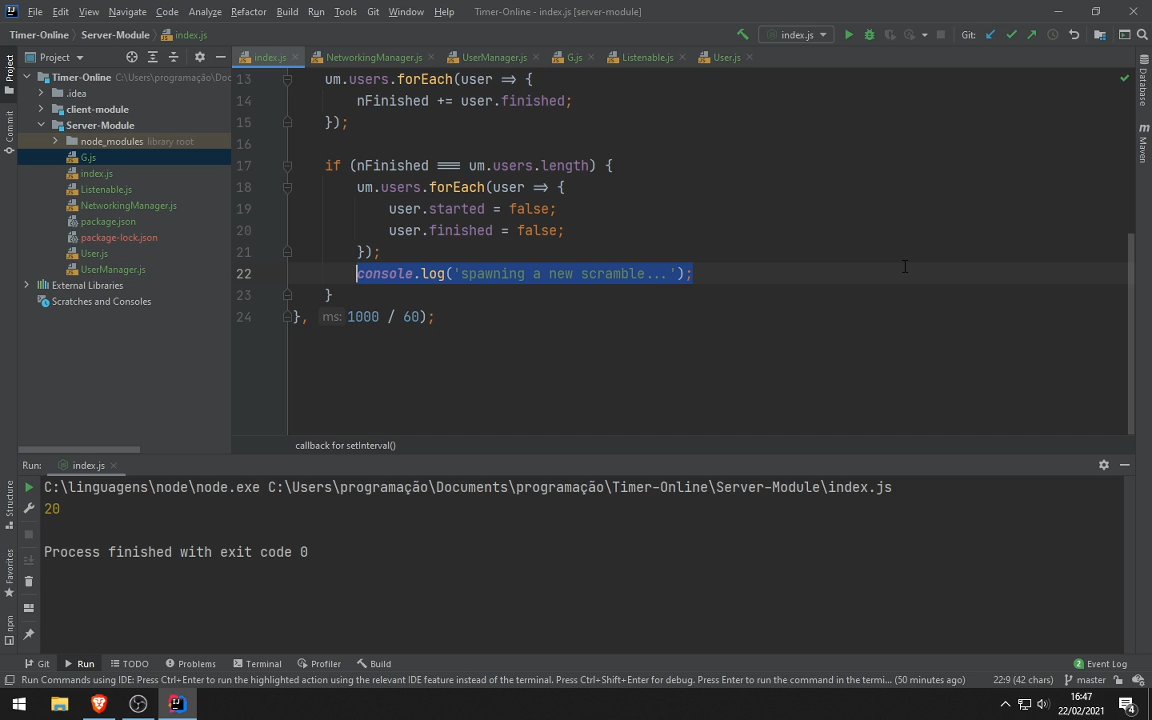 File Edit View Navigate Code Analyze Refactor Build Run Tools Git Window Help Timer-Online - index.js [server-module]
Timer-Online Server-Module index.js index.js Git:
Project index.js NetworkingManager.js UserManager.js G.js Listenable.js User.js
Timer-Online C:\Users\programação\Doc
.idea
client-module
Server-Module
node_modules library root
G.js
index.js
Listenable.js
NetworkingManager.js
package.json
package-lock.json
User.js
UserManager.js
External Libraries
Scratches and Consoles
Project
Commit
Structure
Favorites
npm
Database
Maven
13 um.users.forEach(user ⇒ {
14 nFinished += user.finished;
15 });
16
17 if (nFinished === um.users.length) {
18 um.users.forEach(user ⇒ {
19 user.started = false;
20 user.finished = false;
21 });
22 console.log('spawning a new scramble...');
23 }
24 }, ms: 1000 / 60);
callback for setInterval()
Run: index.js
C:\linguagens\node\node.exe C:\Users\programação\Documents\programação\Timer-Online\Server-Module\index.js
20
Process finished with exit code 0
Git Run TODO Problems Terminal Profiler Build 2 Event Log
Run Commands using IDE: Press Ctrl+Enter to run the highlighted action using the relevant IDE feature instead of the terminal. Press Ctrl+Shift+Enter for debug. Press Enter to run the command in the termi... (50 minutes ago) 22:9 (42 chars) master
16:47
22/02/2021
4